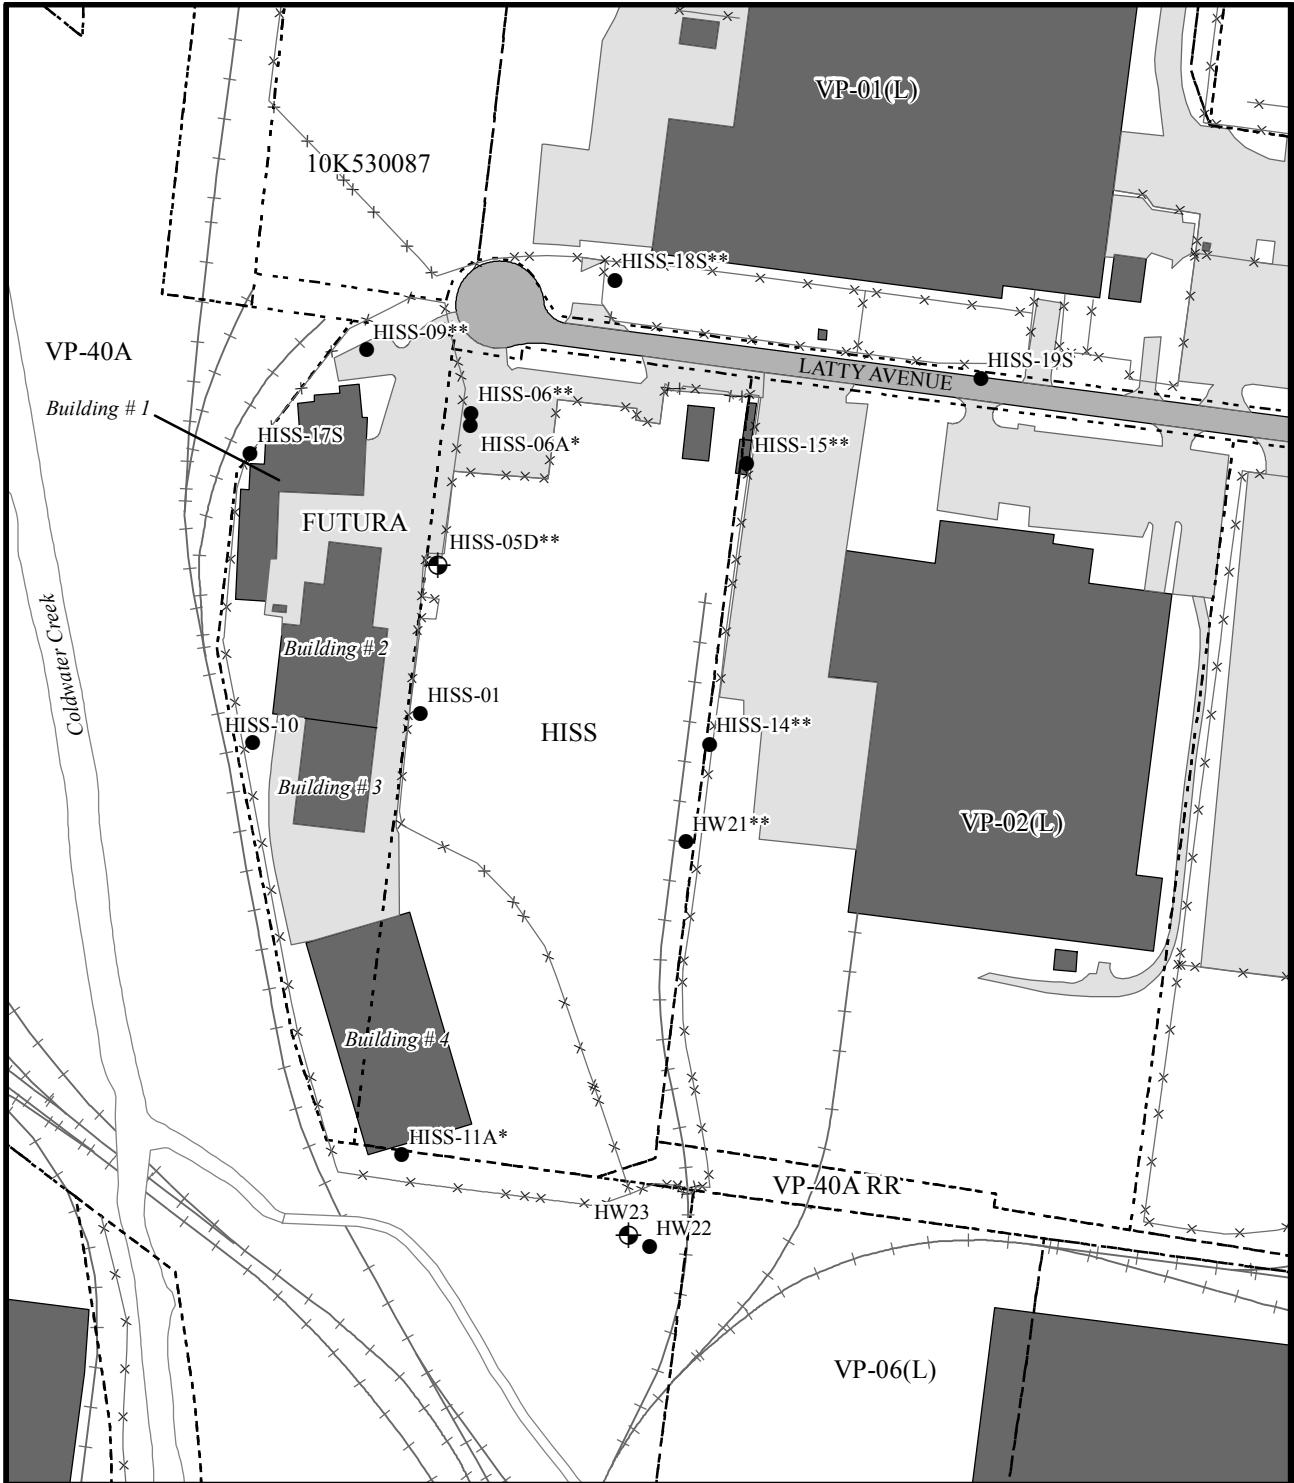 VP-01(L)
10K530087
HISS-18S**
HISS-09**
VP-40A
HISS-19S
LATTY AVENUE
Building # 1
HISS-06**
HISS-17S
HISS-06A*
HISS-15**
FUTURA
HISS-05D**
Coldwater Creek
Building # 2
HISS-01
HISS-10
HISS
HISS-14**
Building # 3
HW21**
VP-02(L)
Building # 4
HISS-11A*
VP-40A RR
HW23
HW22
VP-06(L)